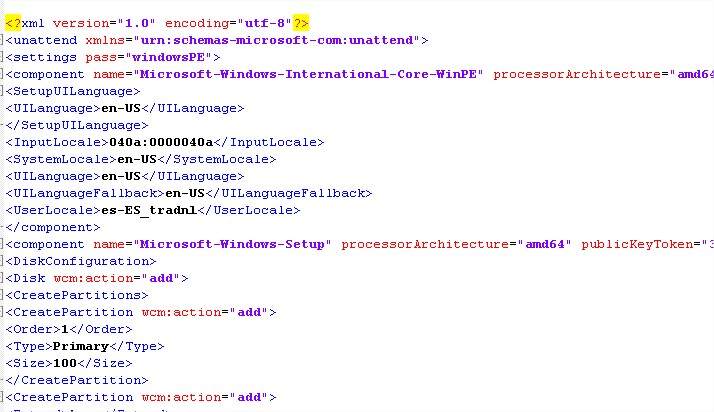 <?xml version="1.0" encoding="utf-8"?>
<unattend xmlns="urn:schemas-microsoft-com:unattend">
<settings pass="windowsPE">
<component name="Microsoft-Windows-International-Core-WinPE" processorArchitecture="amd64
<SetupUILanguage>
<UILanguage>en-US</UILanguage>
</SetupUILanguage>
<InputLocale>040a:0000040a</InputLocale>
<SystemLocale>en-US</SystemLocale>
<UILanguage>en-US</UILanguage>
<UILanguageFallback>en-US</UILanguageFallback>
<UserLocale>es-ES_tradnl</UserLocale>
</component>
<component name="Microsoft-Windows-Setup" processorArchitecture="amd64" publicKeyToken="3
<DiskConfiguration>
<Disk wcm:action="add">
<CreatePartitions>
<CreatePartition wcm:action="add">
<Order>1</Order>
<Type>Primary</Type>
<Size>100</Size>
</CreatePartition>
<CreatePartition wcm:action="add">